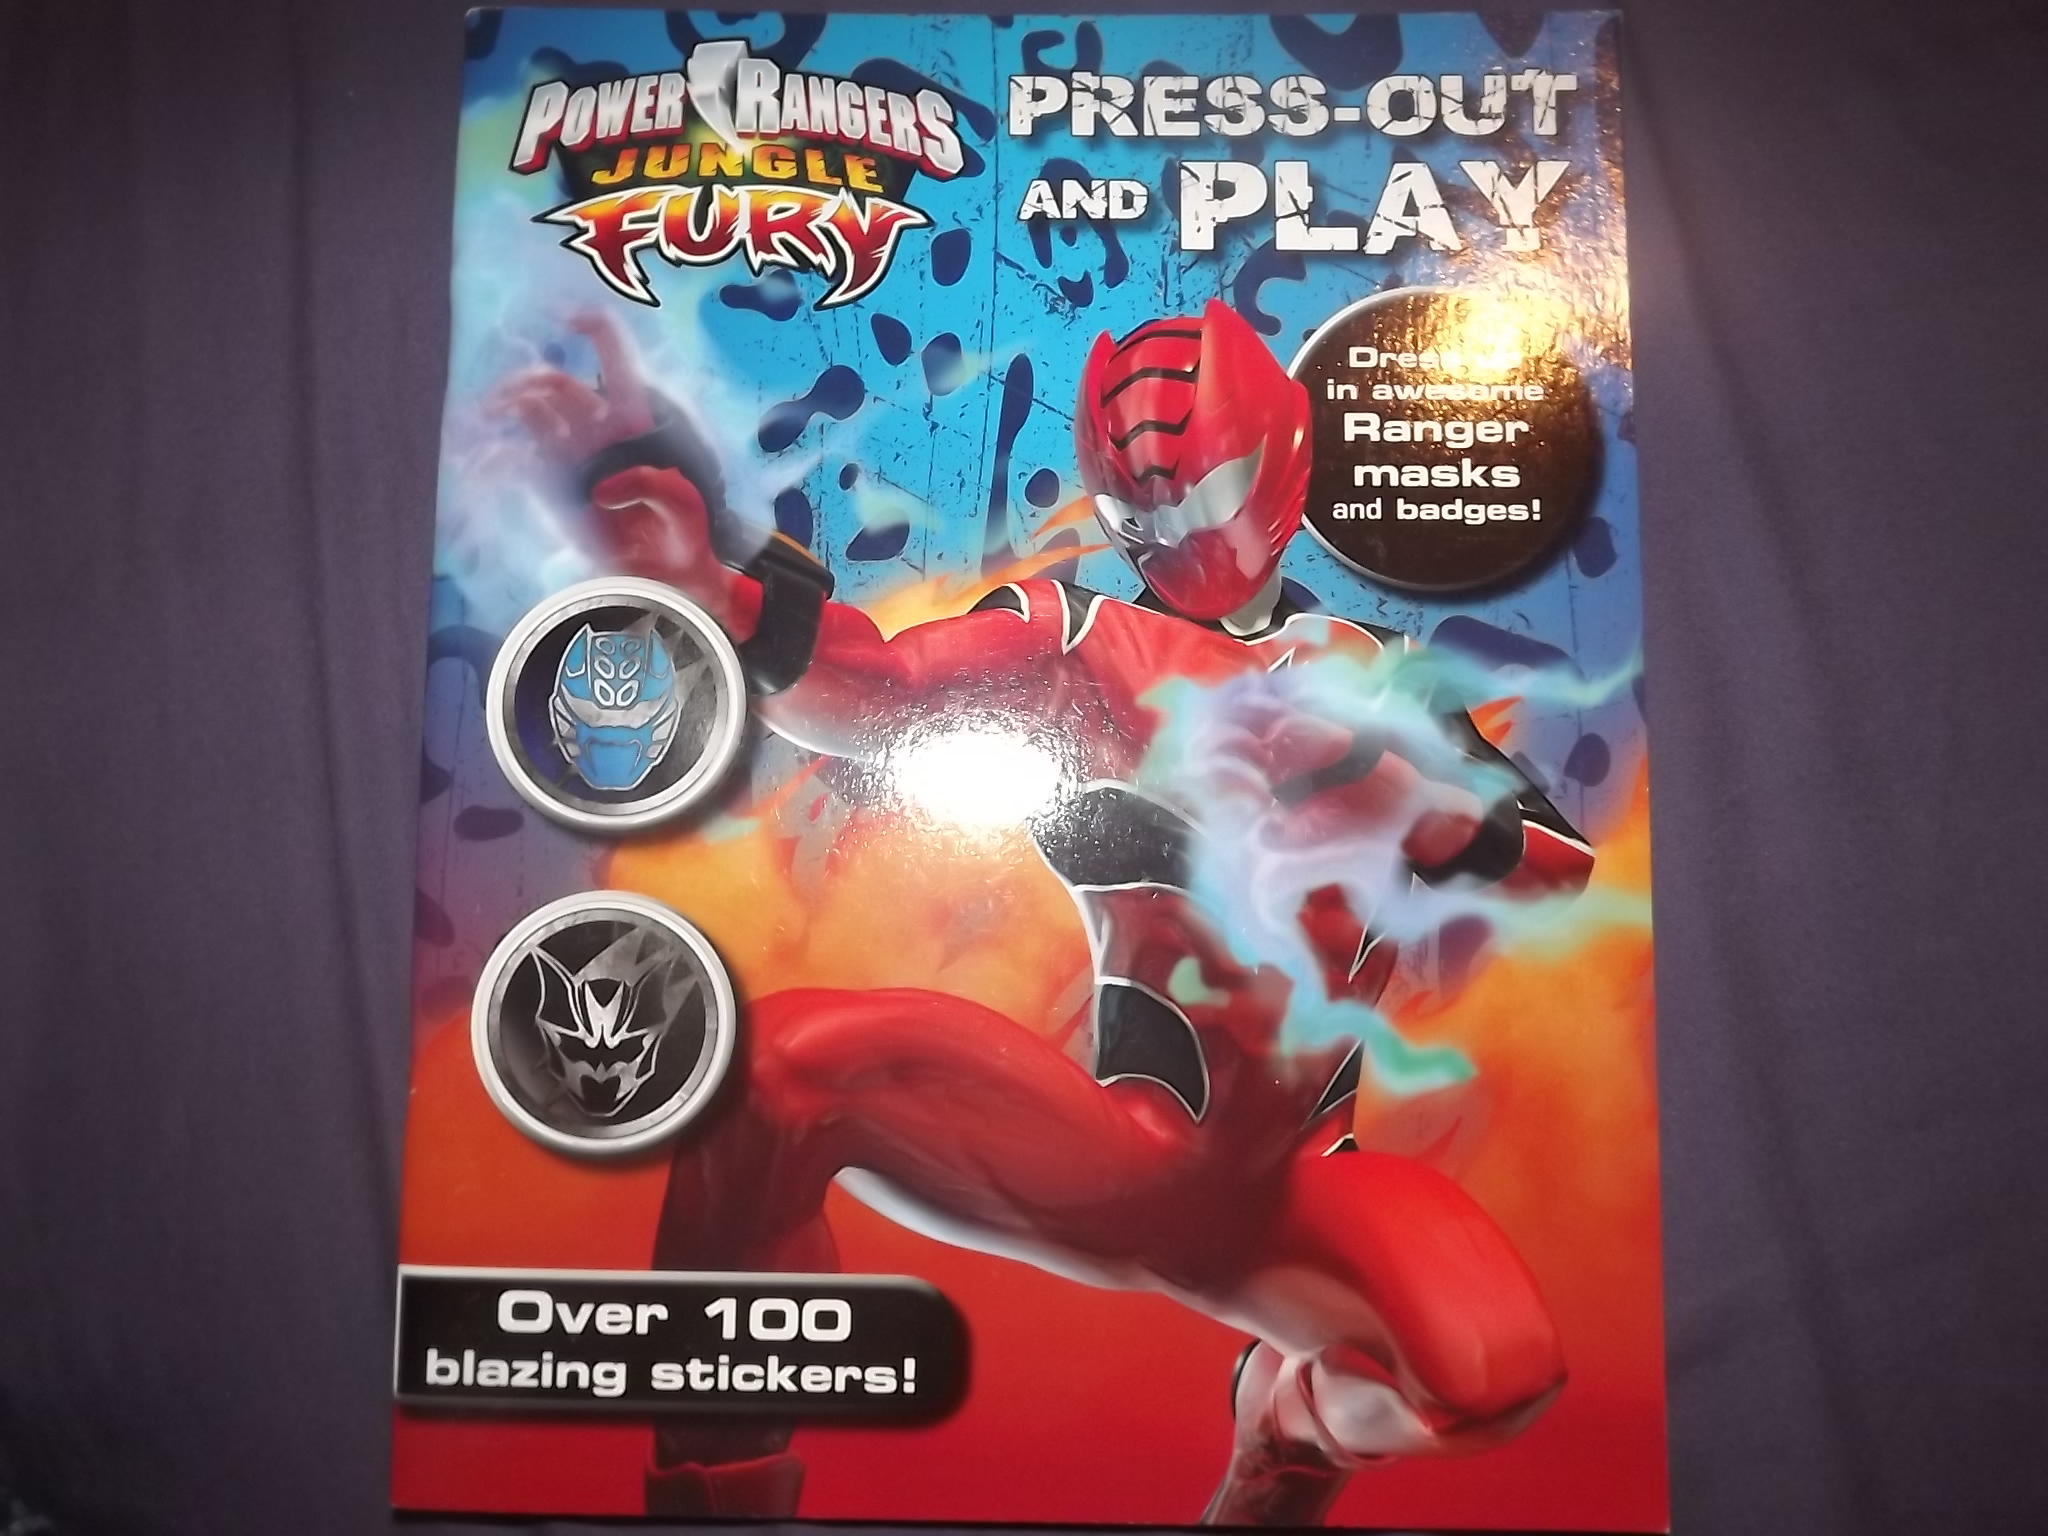 POWER RANGERS
JUNGLE
FURY
PRESS-OUT
AND PLAY
in awesome
Ranger
masks
and badges!
Over 100
blazing stickers!